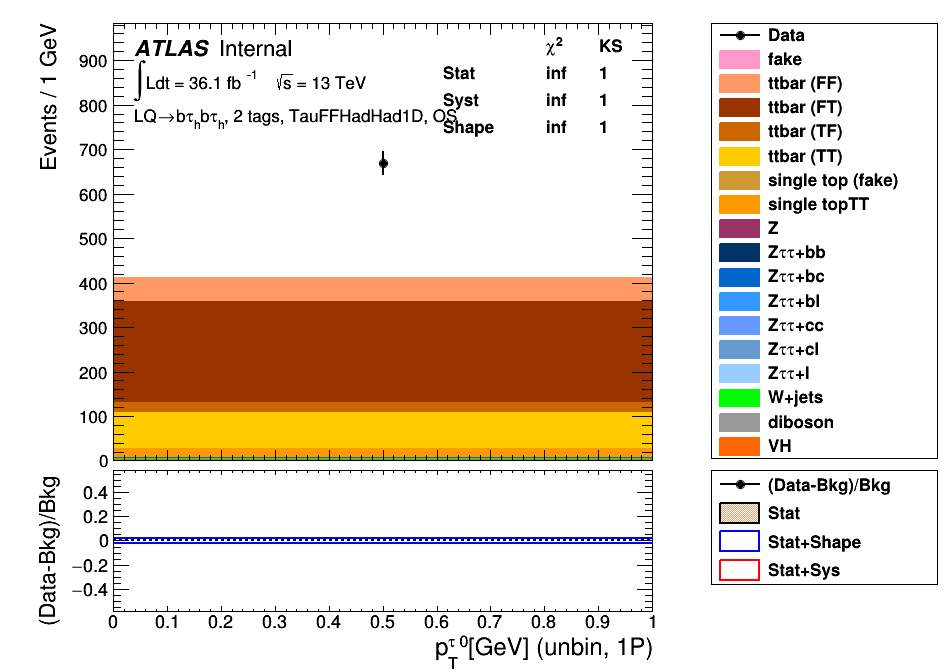 ATLAS Internal
∫Ldt = 36.1 fb⁻¹ √s = 13 TeV
LQ→bτₕbτₕ, 2 tags, TauFFHadHad1D, OS
χ² KS
Stat inf 1
Syst inf 1
Shape inf 1
Events / 1 GeV
900
800
700
600
500
400
300
200
100
0
(Data-Bkg)/Bkg
0.4
0.2
0
−0.2
−0.4
0 0.1 0.2 0.3 0.4 0.5 0.6 0.7 0.8 0.9 1
p_T^τ 0[GeV] (unbin, 1P)
Data
fake
ttbar (FF)
ttbar (FT)
ttbar (TF)
ttbar (TT)
single top (fake)
single topTT
Z
Zττ+bb
Zττ+bc
Zττ+bl
Zττ+cc
Zττ+cl
Zττ+l
W+jets
diboson
VH
(Data-Bkg)/Bkg
Stat
Stat+Shape
Stat+Sys